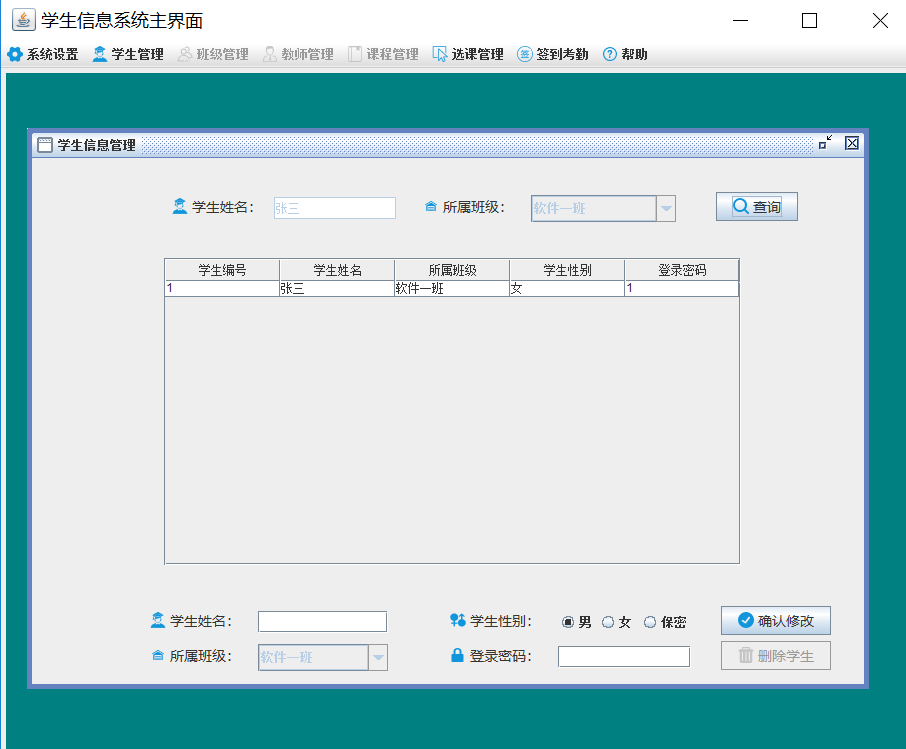 学生信息系统主界面
系统设置 学生管理 班级管理 教师管理 课程管理 选课管理 签到考勤 帮助
学生信息管理
学生姓名： 张三 所属班级： 软件一班 查询
学生编号 学生姓名 所属班级 学生性别 登录密码
1 张三 软件一班 女 1
学生姓名： 学生性别： 男 女 保密 确认修改
所属班级： 软件一班 登录密码： 删除学生